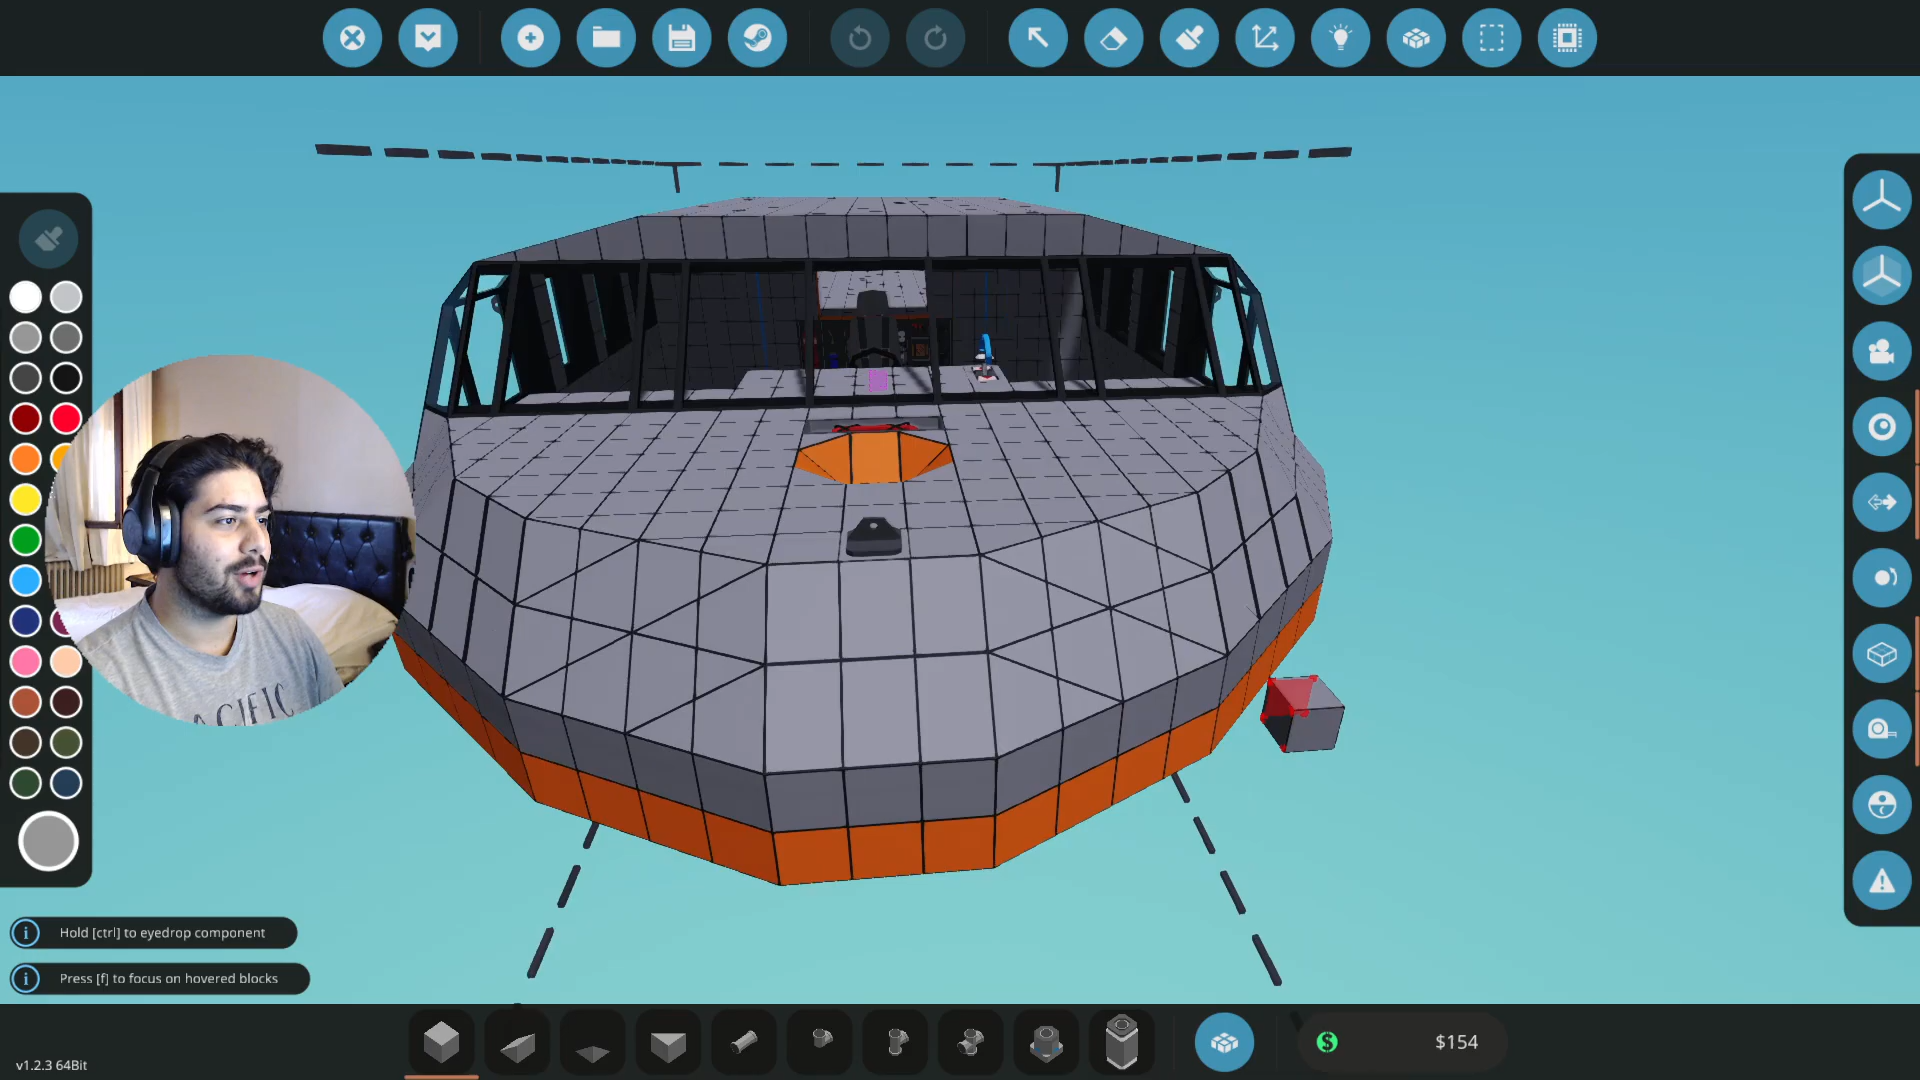 Hold [ctrl] to eyedrop component
Press [f] to focus on hovered blocks
v1.2.3 64Bit
$154